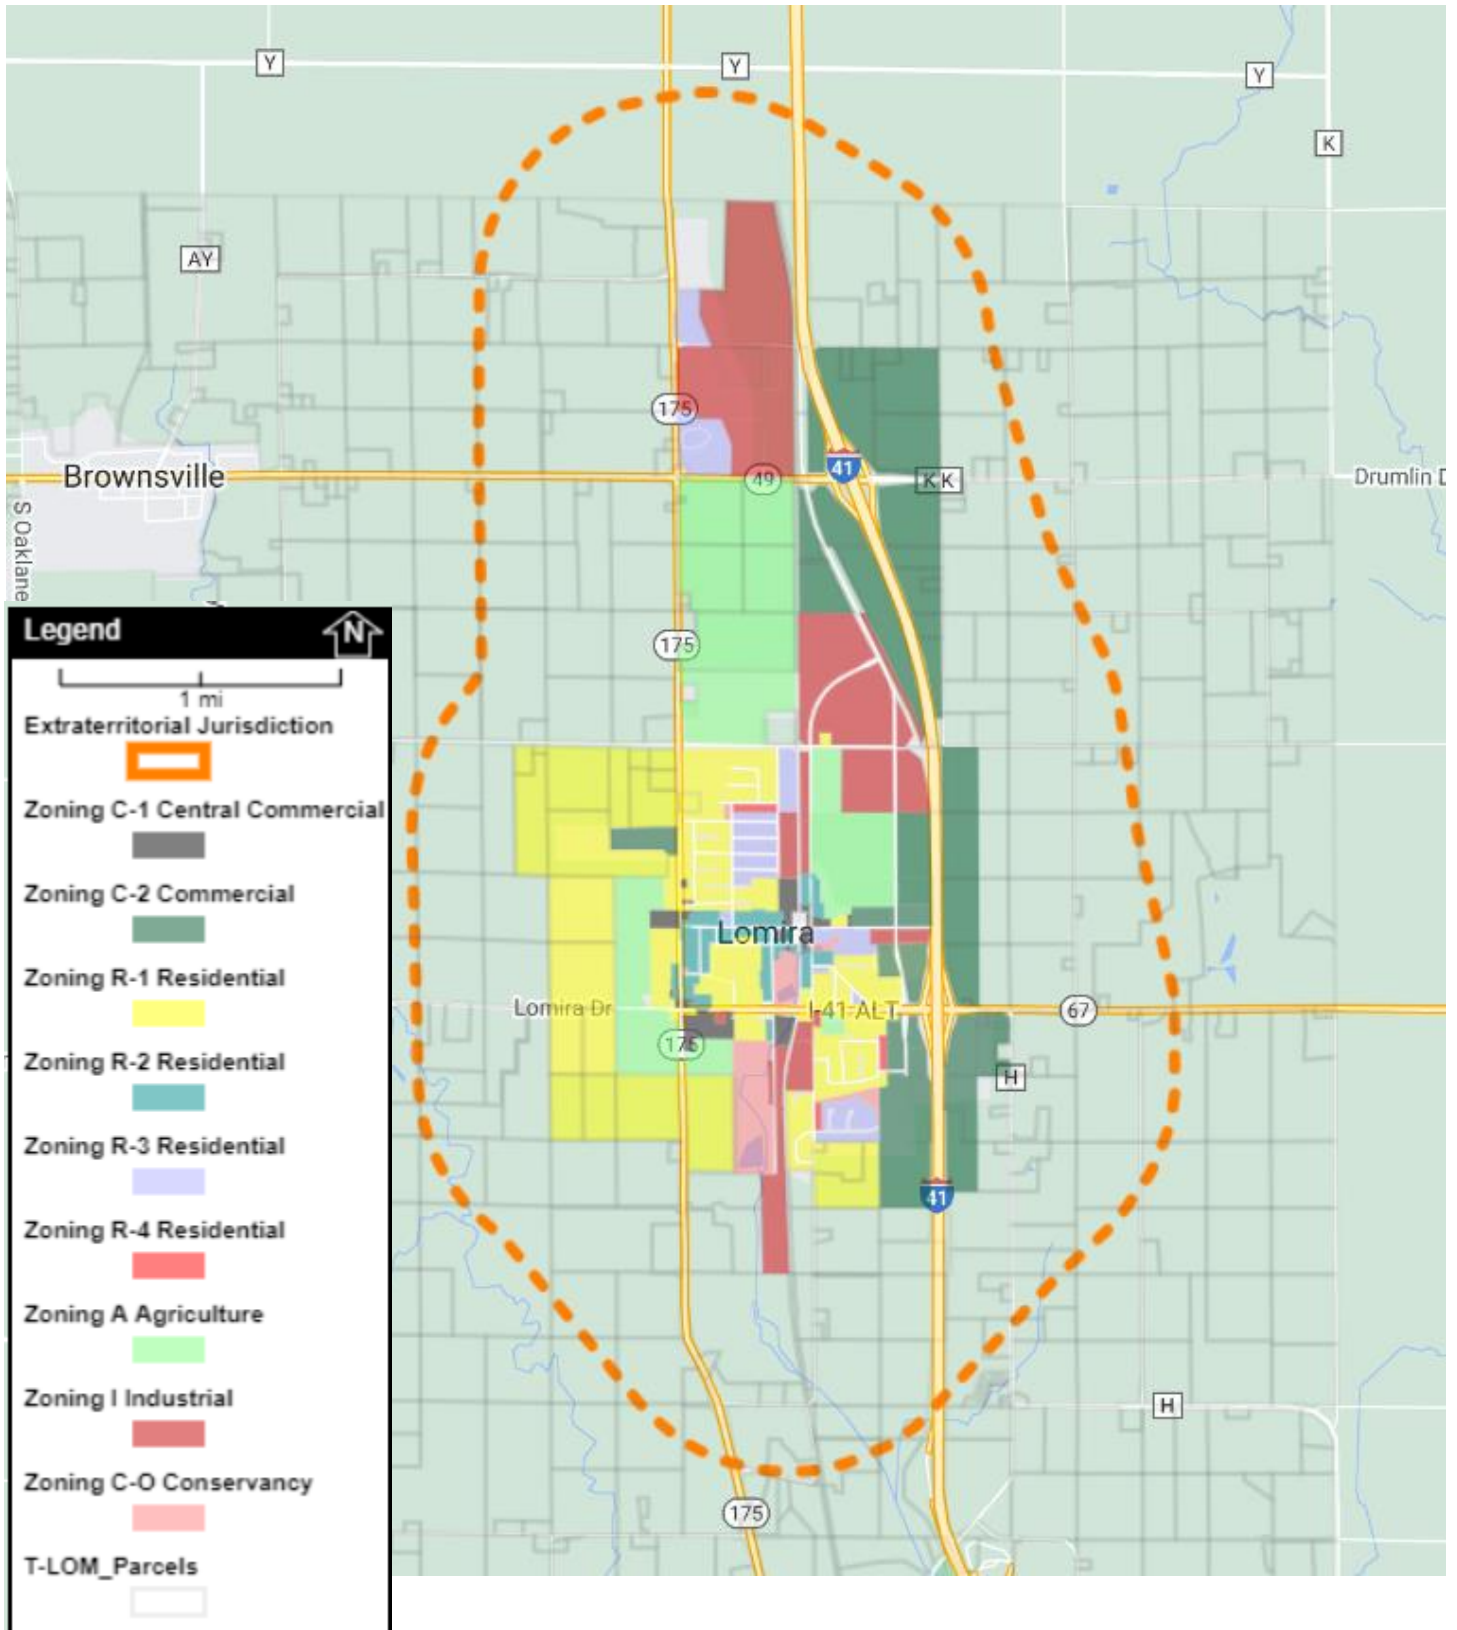 Y
Y
Y
K
AY
175
41
Brownsville
49
KK
Drumlin D
S Oaklane
175
Legend
N
1 mi
Extraterritorial Jurisdiction
Zoning C-1 Central Commercial
Zoning C-2 Commercial
Zoning R-1 Residential
Zoning R-2 Residential
Zoning R-3 Residential
Zoning R-4 Residential
Zoning A Agriculture
Zoning I Industrial
Zoning C-O Conservancy
T-LOM_Parcels
Lomira
Lomira Dr
I-41 ALT
67
175
H
41
H
175